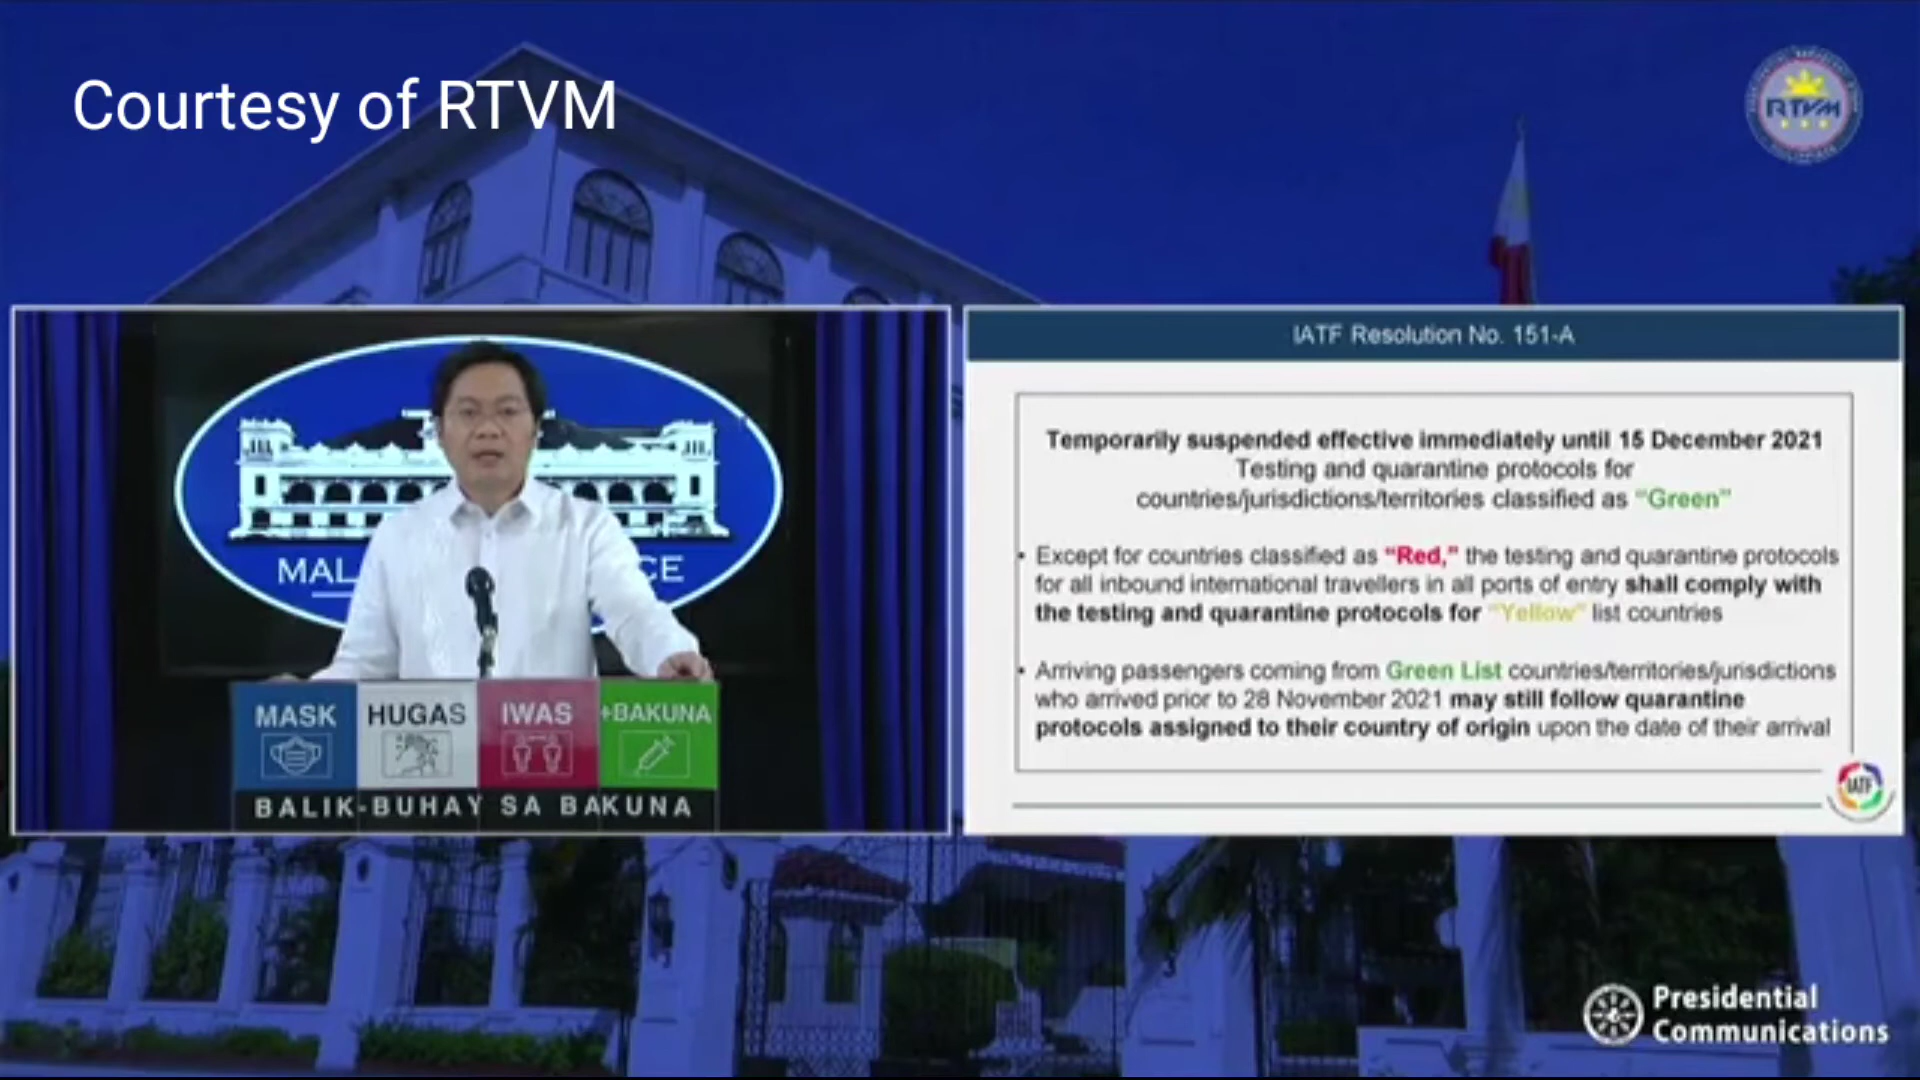 Courtesy of RTVM
RTVM
IATF Resolution No. 151-A
Temporarily suspended effective immediately until 15 December 2021
Testing and quarantine protocols for
countries/jurisdictions/territories classified as “Green”
• Except for countries classified as “Red,” the testing and quarantine protocols
for all inbound international travellers in all ports of entry shall comply with
the testing and quarantine protocols for “Yellow” list countries
• Arriving passengers coming from Green List countries/territories/jurisdictions
who arrived prior to 28 November 2021 may still follow quarantine
protocols assigned to their country of origin upon the date of their arrival
IATF
MAL CE
MASK HUGAS IWAS +BAKUNA
BALIK-BUHAY SA BAKUNA
Presidential
Communications